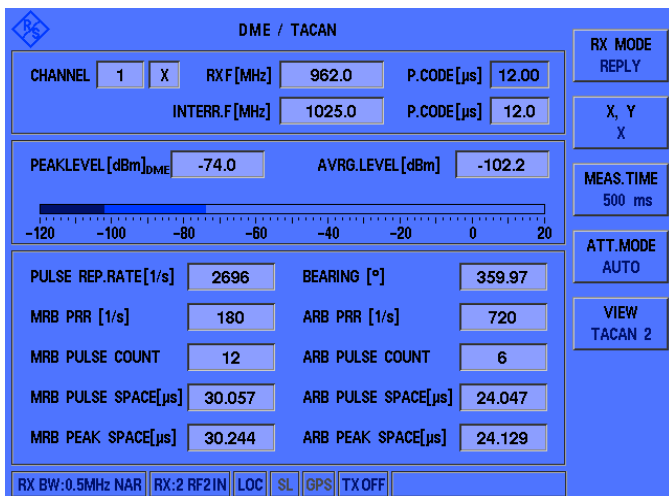 R&S
DME / TACAN
CHANNEL 1 X RXF[MHz] 962.0 P.CODE[µs] 12.00
INTERR.F[MHz] 1025.0 P.CODE[µs] 12.0
PEAKLEVEL[dBm]DME -74.0 AVRG.LEVEL[dBm] -102.2
-120 -100 -80 -60 -40 -20 0 20
PULSE REP.RATE[1/s] 2696 BEARING [°] 359.97
MRB PRR [1/s] 180 ARB PRR [1/s] 720
MRB PULSE COUNT 12 ARB PULSE COUNT 6
MRB PULSE SPACE[µs] 30.057 ARB PULSE SPACE[µs] 24.047
MRB PEAK SPACE[µs] 30.244 ARB PEAK SPACE[µs] 24.129
RX BW:0.5MHz NAR RX:2 RF2IN LOC SL GPS TXOFF
RX MODE
REPLY
X, Y
X
MEAS.TIME
500 ms
ATT.MODE
AUTO
VIEW
TACAN 2